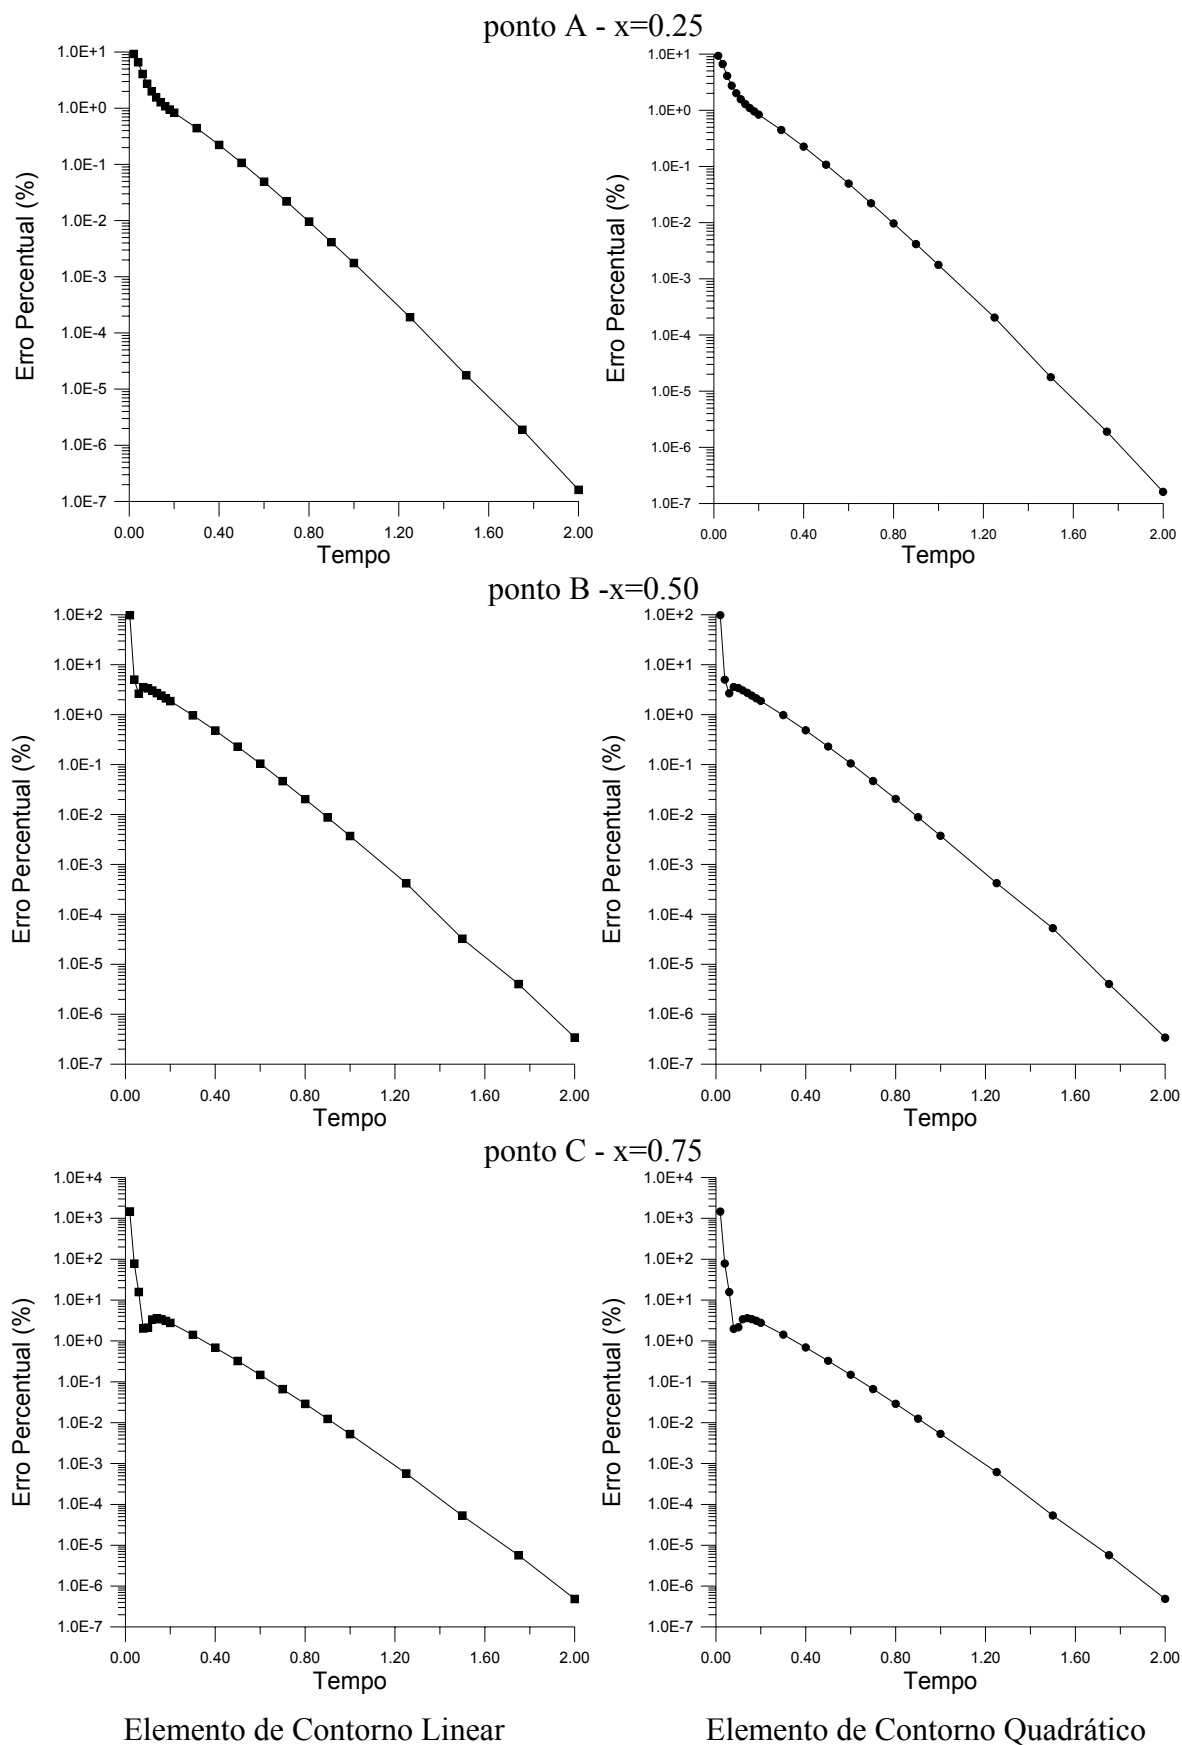 ponto A - x=0.25
1.0E+1
1.0E+0
1.0E-1
1.0E-2
1.0E-3
1.0E-4
1.0E-5
1.0E-6
1.0E-7
Erro Percentual (%)
0.00 0.40 0.80 1.20 1.60 2.00
Tempo
1.0E+1
1.0E+0
1.0E-1
1.0E-2
1.0E-3
1.0E-4
1.0E-5
1.0E-6
1.0E-7
Erro Percentual (%)
0.00 0.40 0.80 1.20 1.60 2.00
Tempo
ponto B -x=0.50
1.0E+2
1.0E+1
1.0E+0
1.0E-1
1.0E-2
1.0E-3
1.0E-4
1.0E-5
1.0E-6
1.0E-7
Erro Percentual (%)
0.00 0.40 0.80 1.20 1.60 2.00
Tempo
1.0E+2
1.0E+1
1.0E+0
1.0E-1
1.0E-2
1.0E-3
1.0E-4
1.0E-5
1.0E-6
1.0E-7
Erro Percentual (%)
0.00 0.40 0.80 1.20 1.60 2.00
Tempo
ponto C - x=0.75
1.0E+4
1.0E+3
1.0E+2
1.0E+1
1.0E+0
1.0E-1
1.0E-2
1.0E-3
1.0E-4
1.0E-5
1.0E-6
1.0E-7
Erro Percentual (%)
0.00 0.40 0.80 1.20 1.60 2.00
Tempo
1.0E+4
1.0E+3
1.0E+2
1.0E+1
1.0E+0
1.0E-1
1.0E-2
1.0E-3
1.0E-4
1.0E-5
1.0E-6
1.0E-7
Erro Percentual (%)
0.00 0.40 0.80 1.20 1.60 2.00
Tempo
Elemento de Contorno Linear
Elemento de Contorno Quadrático